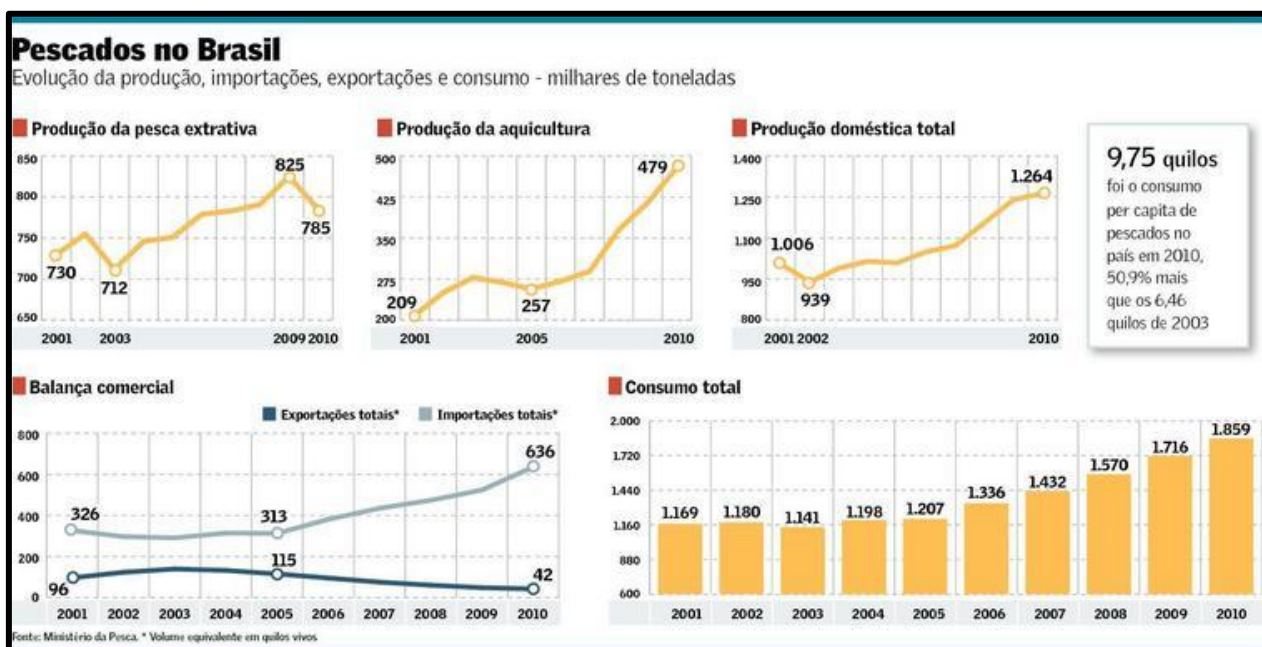 Pescados no Brasil
Evolução da produção, importações, exportações e consumo - milhares de toneladas
Produção da pesca extrativa
850
800
750
700
650
730
712
825
785
2001 2003 2009 2010
Produção da aquicultura
500
425
350
275
200
209
257
479
2001 2005 2010
Produção doméstica total
1.400
1.250
1.100
950
800
1.006
939
1.264
2001 2002 2010
9,75 quilos
foi o consumo
per capita de
pescados no
país em 2010,
50,9% mais
que os 6,46
quilos de 2003
Balança comercial
Exportações totais* Importações totais*
800
600
400
200
0
326
313
636
96
115
42
2001 2002 2003 2004 2005 2006 2007 2008 2009 2010
Consumo total
2.000
1.720
1.440
1.160
880
600
1.169 1.180 1.141 1.198 1.207 1.336 1.432 1.570 1.716 1.859
2001 2002 2003 2004 2005 2006 2007 2008 2009 2010
Fonte: Ministério da Pesca. * Volume equivalente em quilos vivos